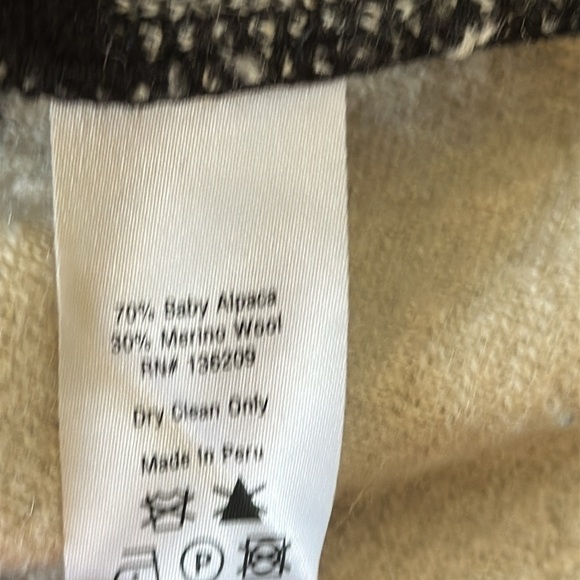 70% Baby Alpaca
30% Merino Wool
RN# 136209
Dry Clean Only
Made In Peru
P